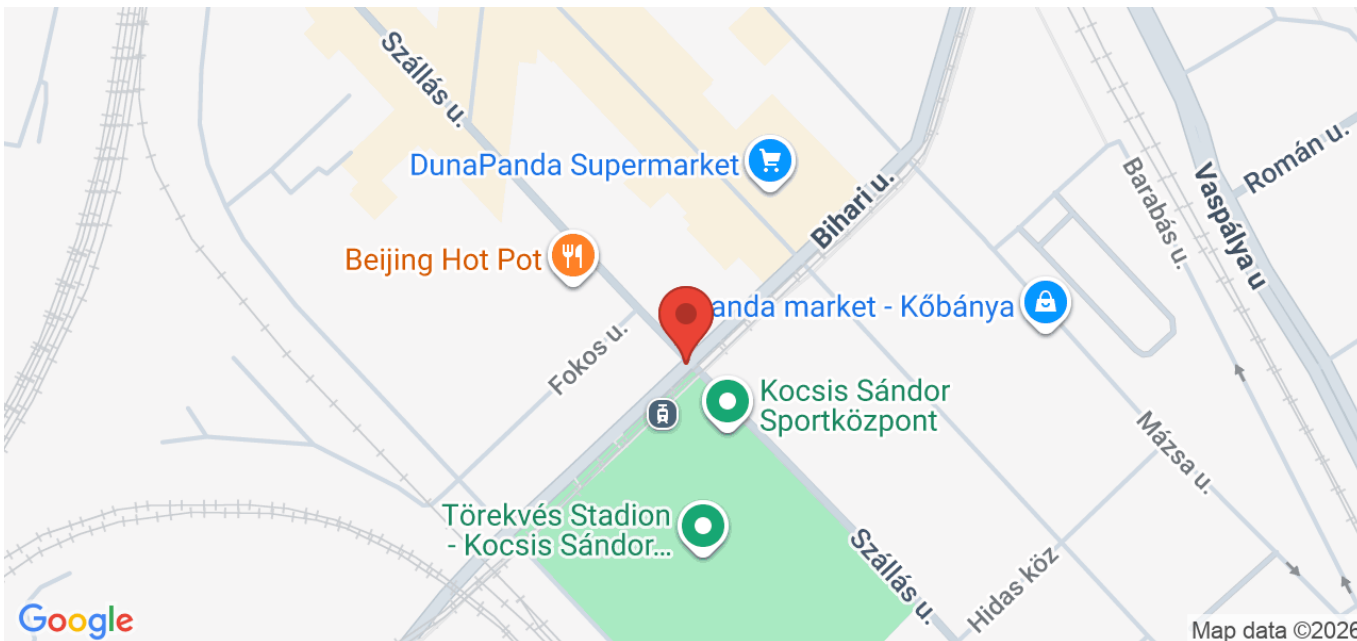 Szállás u.
DunaPanda Supermarket
Bihari u.
Román u.
Barabás u.
Vaspálya u
Beijing Hot Pot
anda market - Kőbánya
Fokos u.
Kocsis Sándor
Sportközpont
Mázsa u.
Törekvés Stadion
- Kocsis Sándor...
Szállás u.
Hidas köz
Google
Map data ©2026